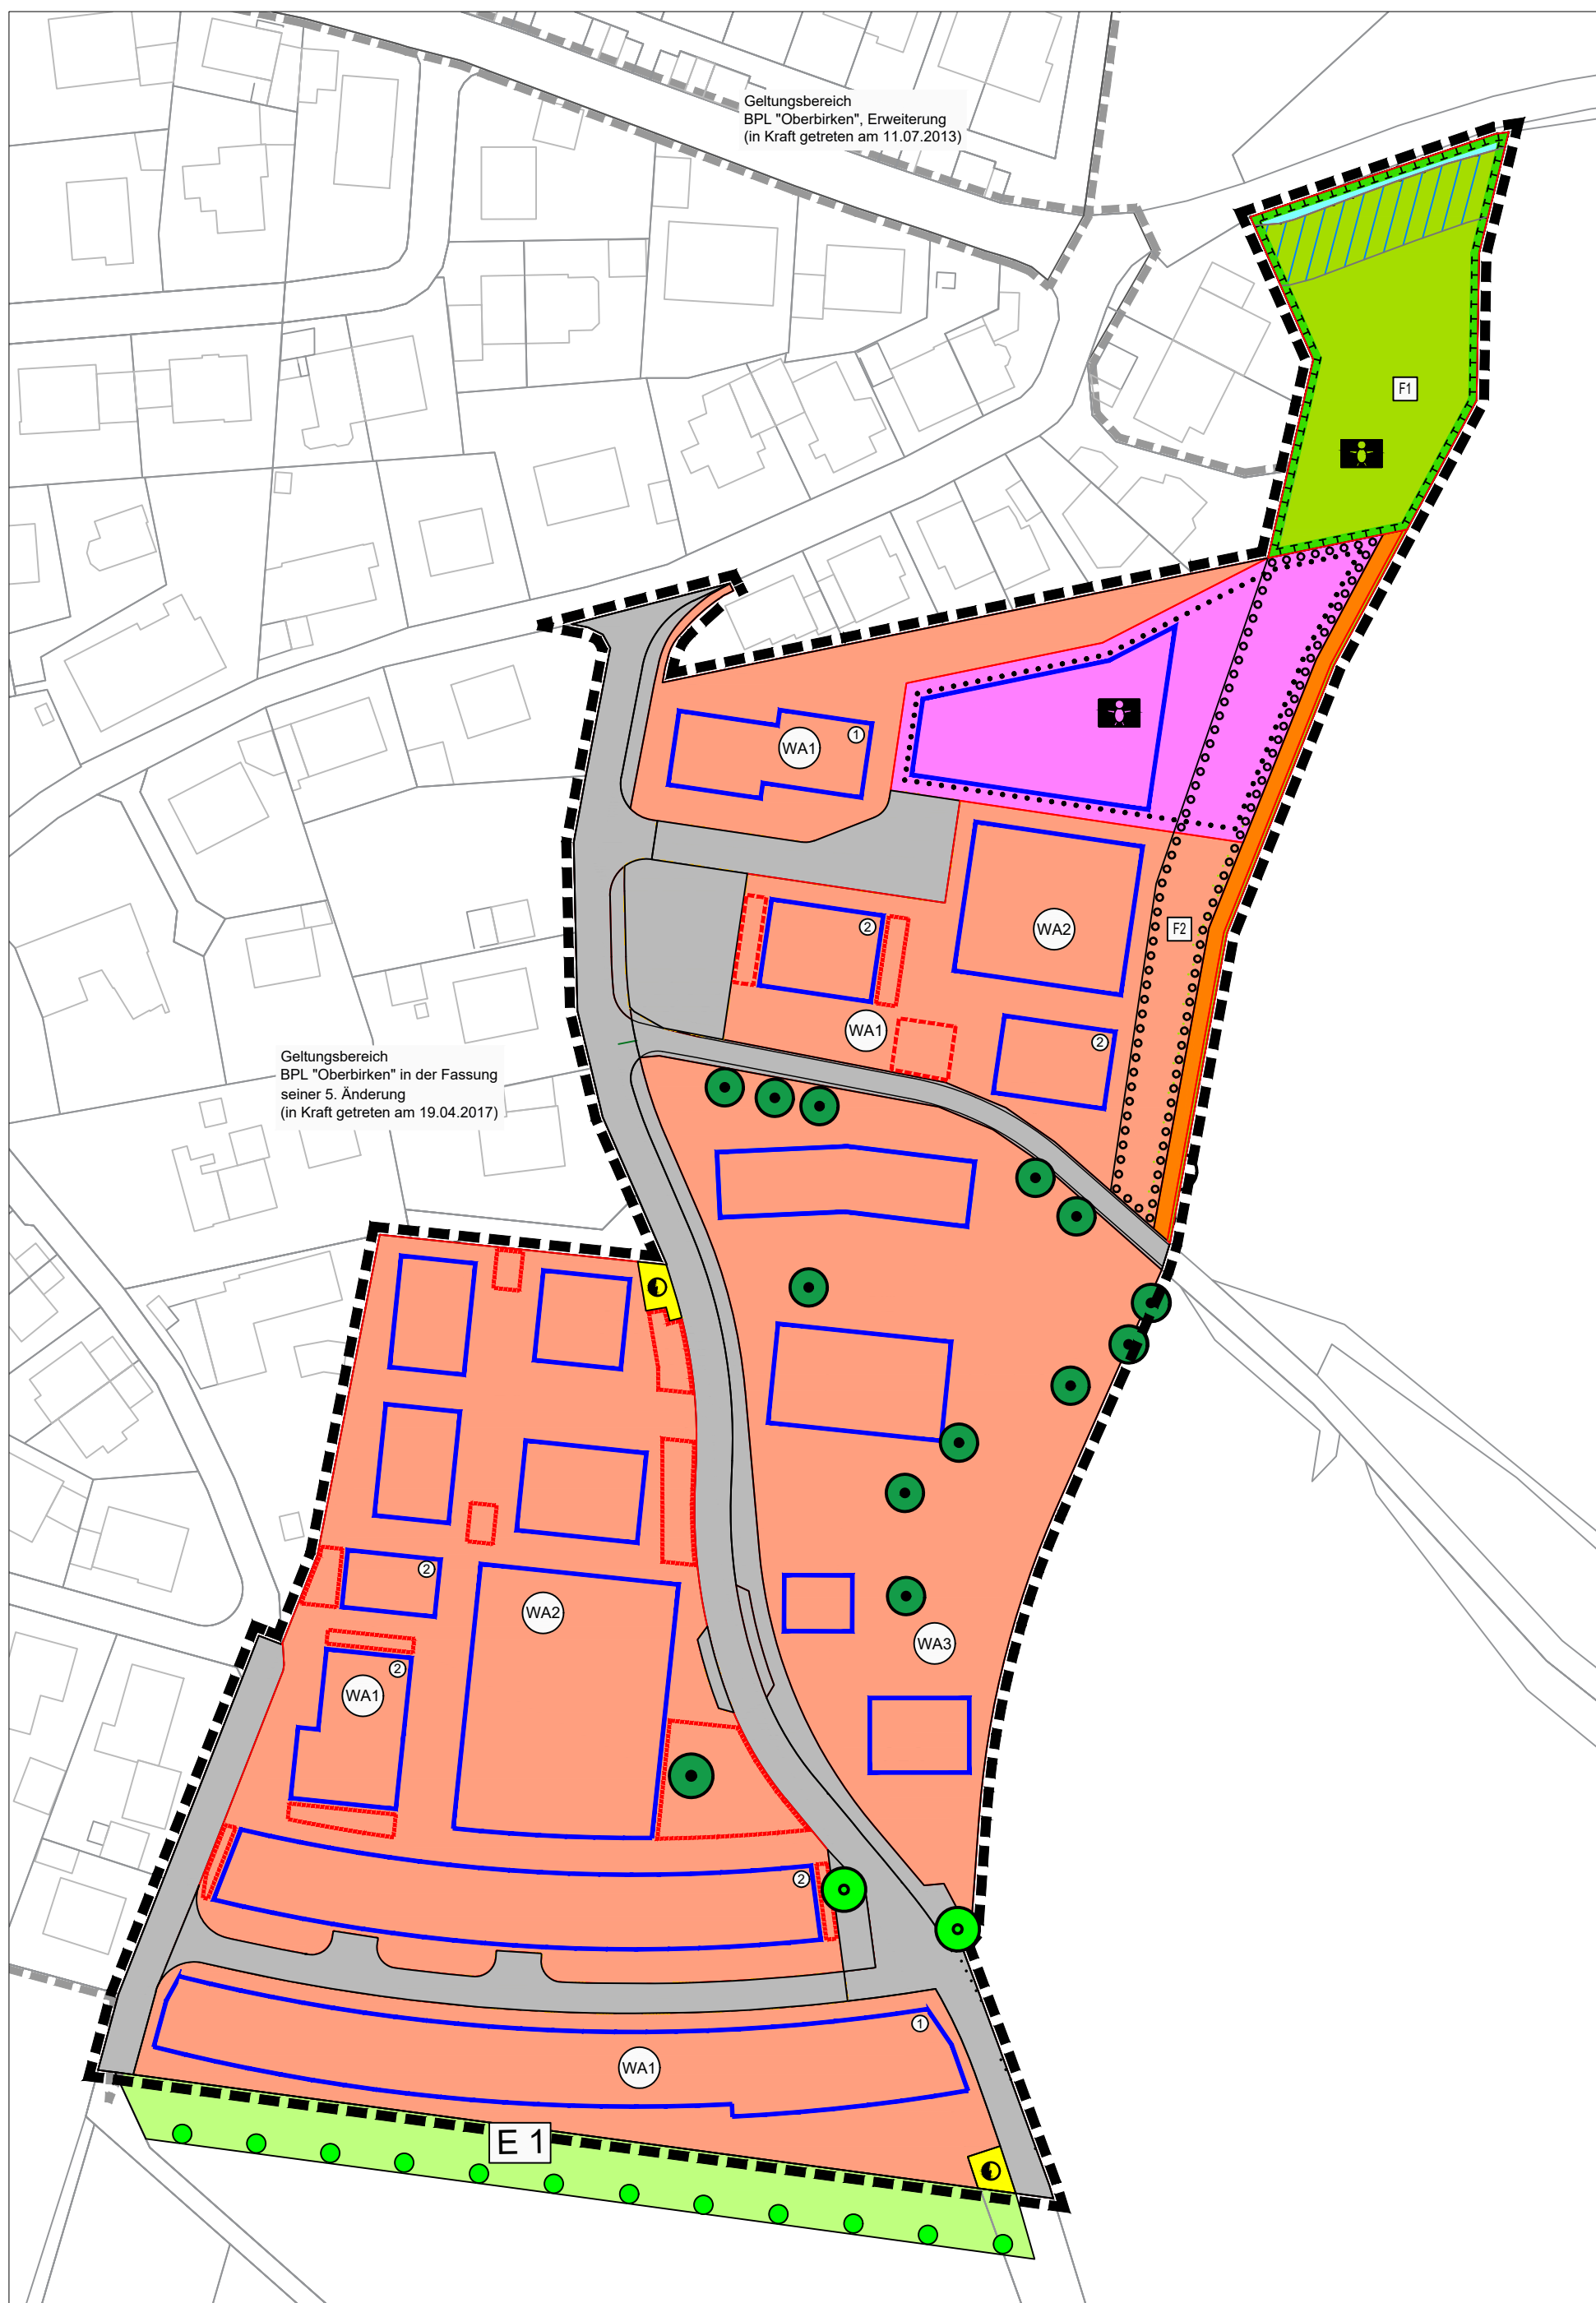 Geltungsbereich
BPL "Oberbirken", Erweiterung
(in Kraft getreten am 11.07.2013)
F1
WA1
1
2
WA2
F2
WA1
2
Geltungsbereich
BPL "Oberbirken" in der Fassung
seiner 5. Änderung
(in Kraft getreten am 19.04.2017)
2
WA2
WA3
2
WA1
2
1
WA1
E 1